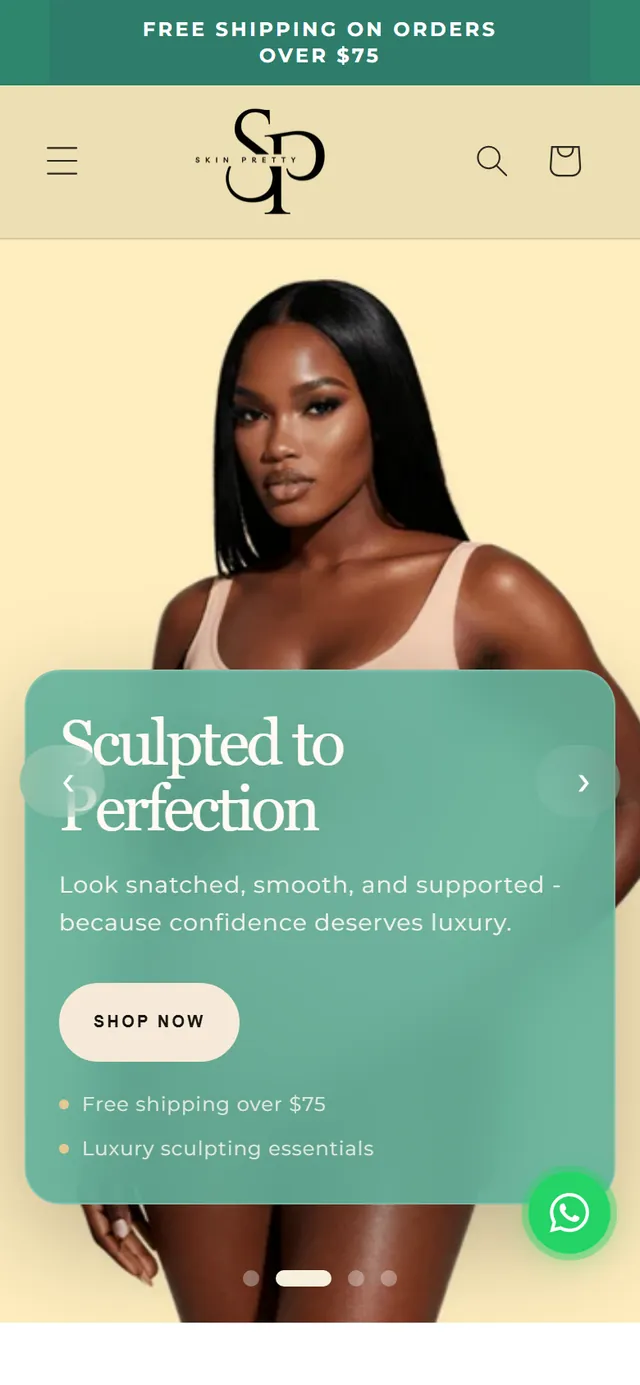 FREE SHIPPING ON ORDERS
OVER $75
SP
SKIN PRETTY
Sculpted to
Perfection
Look snatched, smooth, and supported -
because confidence deserves luxury.
SHOP NOW
Free shipping over $75
Luxury sculpting essentials